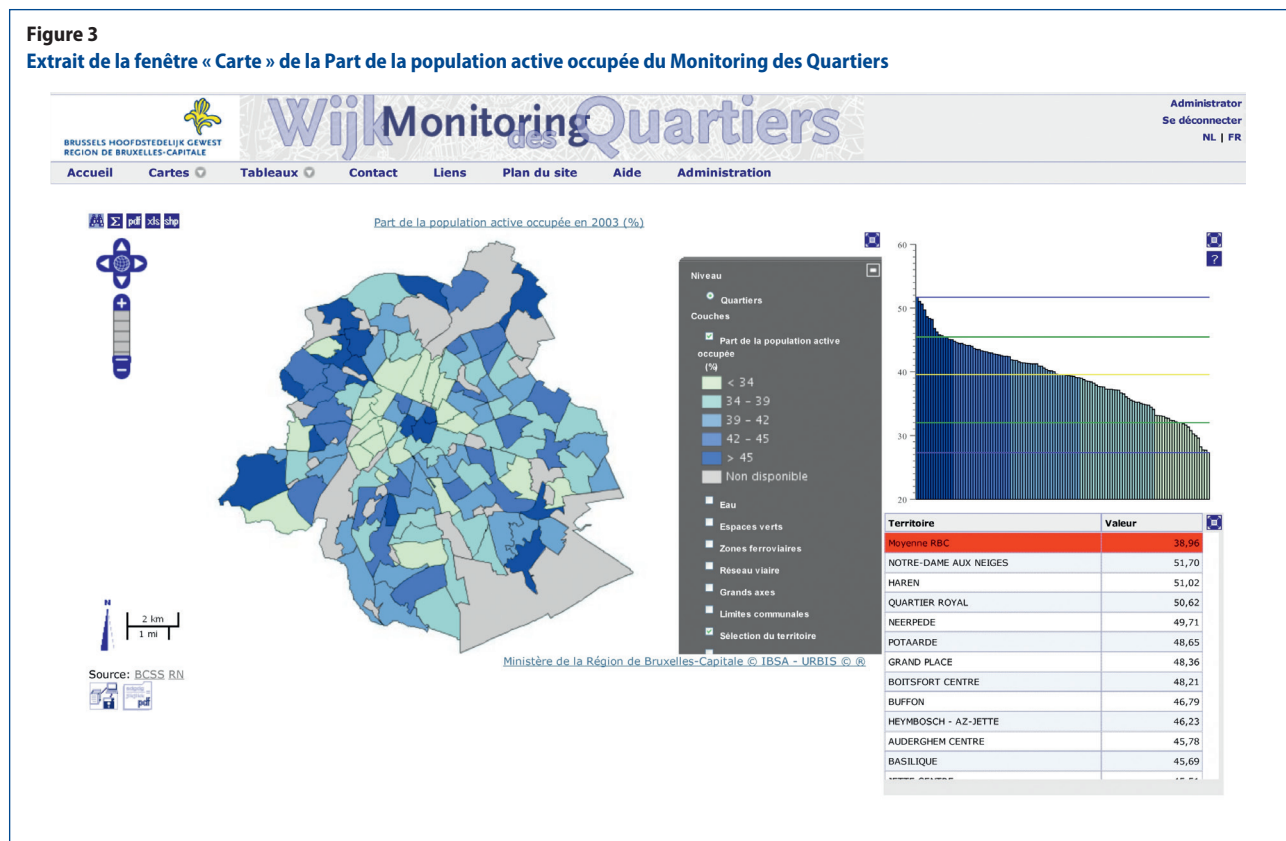 Figure 3
Extrait de la fenêtre « Carte » de la Part de la population active occupée du Monitoring des Quartiers
BRUSSELS HOOFDSTEDELIJK GEWEST
REGION DE BRUXELLES-CAPITALE
Wijk Monitoring des Quartiers
Administrator
Se déconnecter
NL | FR
Accueil Cartes Tableaux Contact Liens Plan du site Aide Administration
Σ pdf xls shp
Part de la population active occupée en 2003 (%)
Niveau
Quartiers
Couches
Part de la population active
occupée
(%)
< 34
34 – 39
39 – 42
42 – 45
> 45
Non disponible
Eau
Espaces verts
Zones ferroviaires
Réseau viaire
Grands axes
Limites communales
Sélection du territoire
?
60
50
40
30
20
N
2 km
1 mi
Ministère de la Région de Bruxelles-Capitale © IBSA - URBIS © ®
Source: BCSS RN
pdf
Territoire Valeur
Moyenne RBC 38,96
NOTRE-DAME AUX NEIGES 51,70
HAREN 51,02
QUARTIER ROYAL 50,62
NEERPEDE 49,71
POTAARDE 48,65
GRAND PLACE 48,36
BOITSFORT CENTRE 48,21
BUFFON 46,79
HEYMBOSCH - AZ-JETTE 46,23
AUDERGHEM CENTRE 45,78
BASILIQUE 45,69